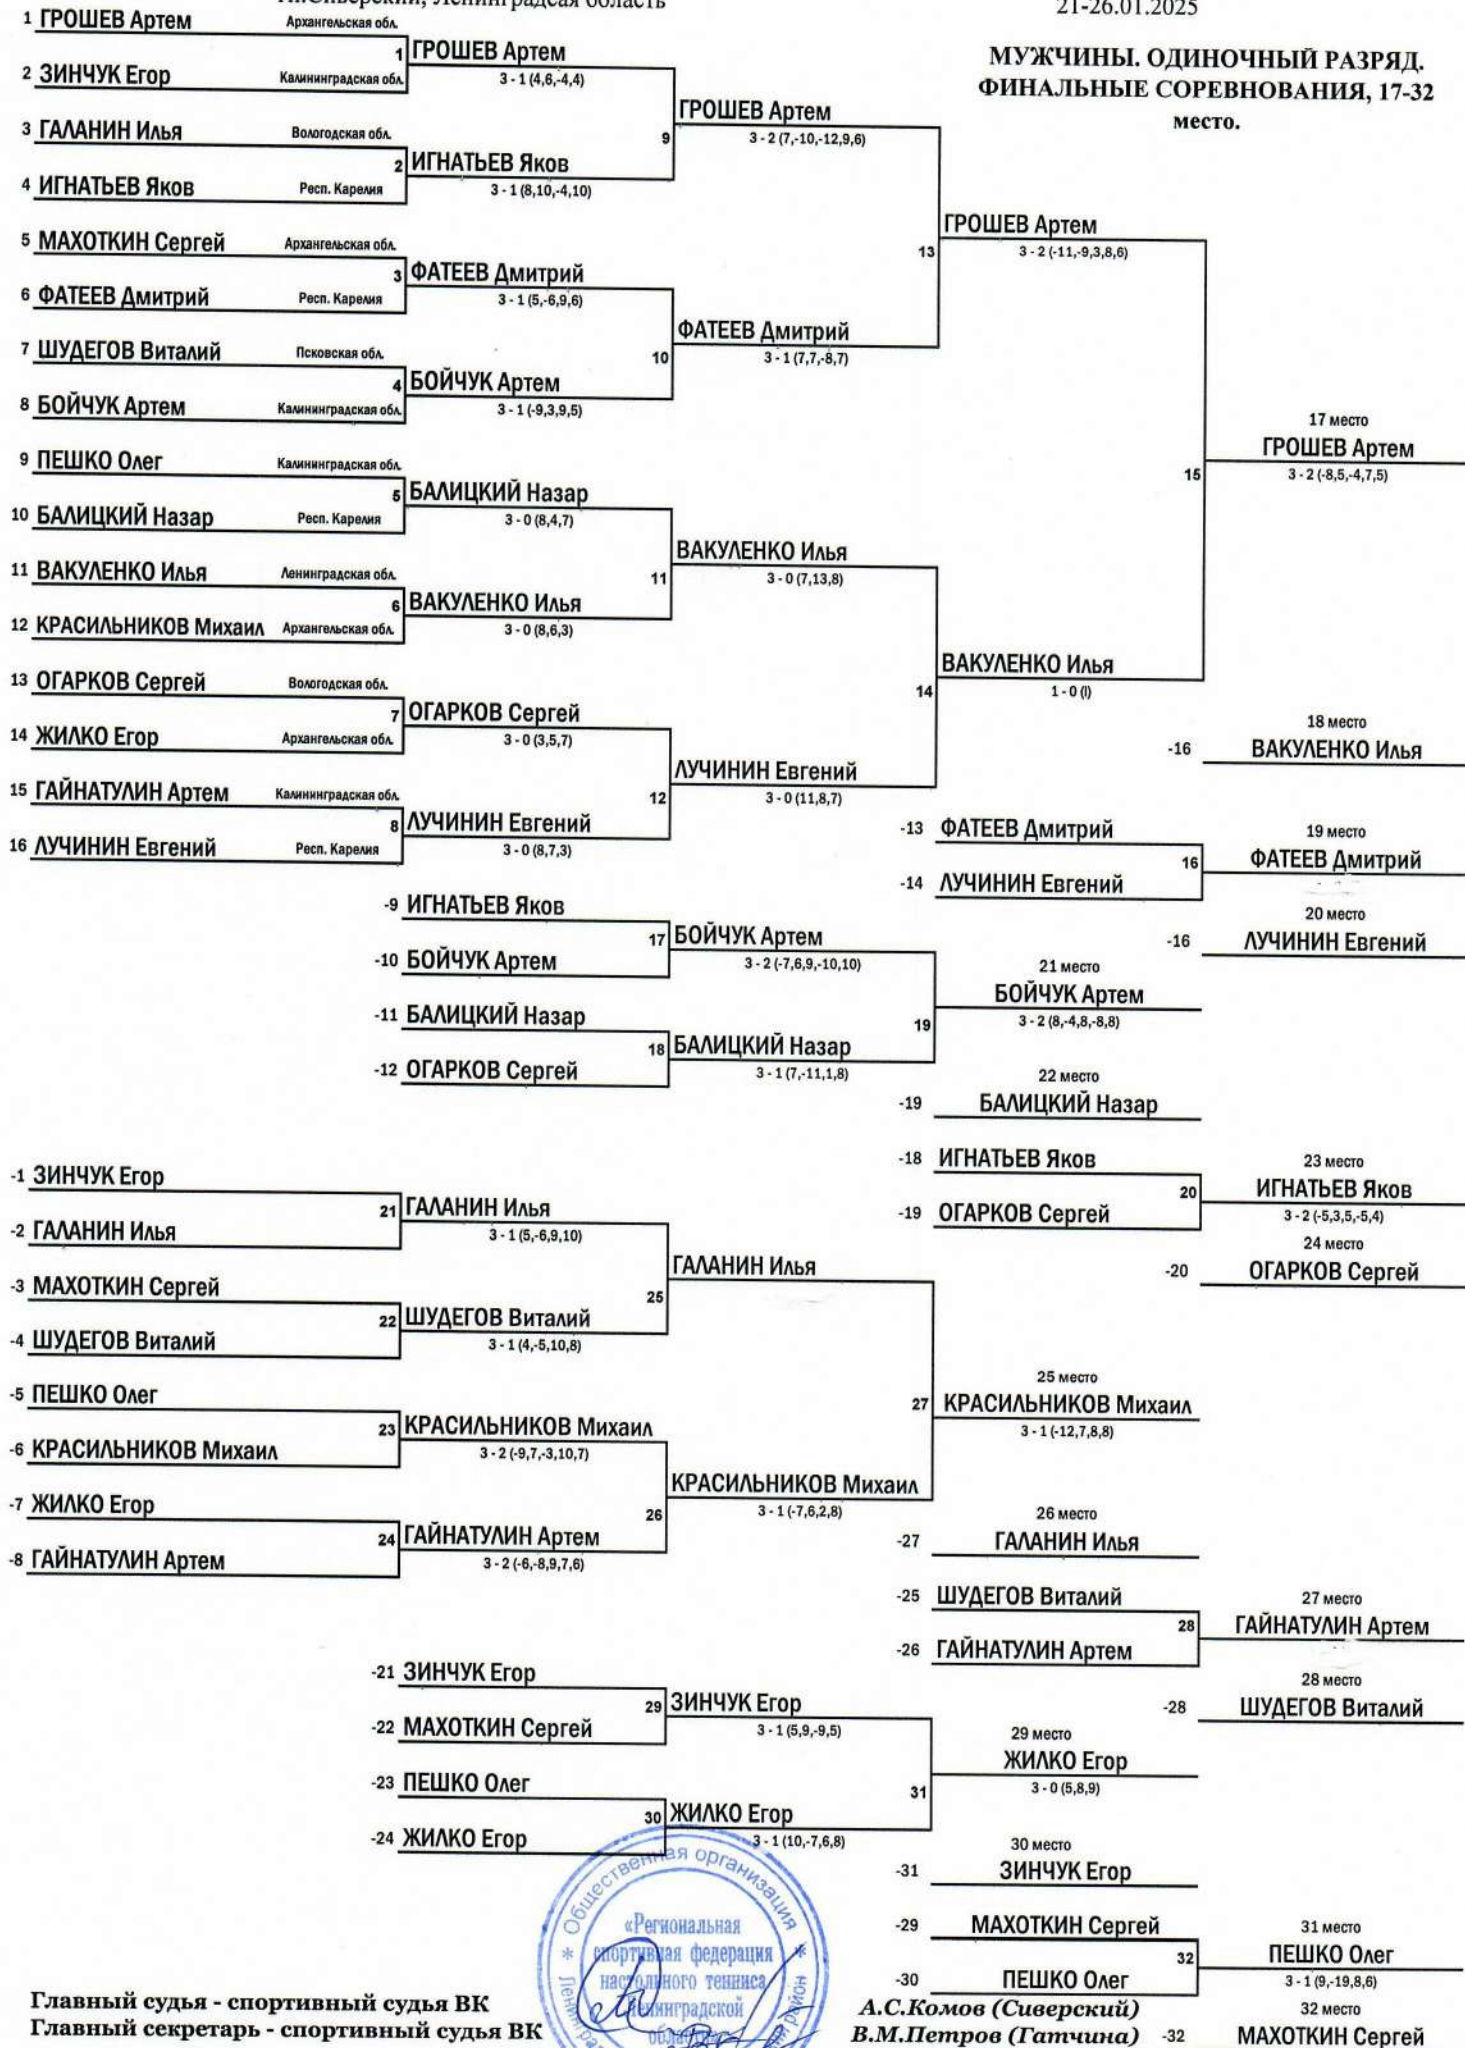 21-26.01.2025
МУЖЧИНЫ. ОДИНОЧНЫЙ РАЗРЯД.
ФИНАЛЬНЫЕ СОРЕВНОВАНИЯ, 17-32
место.
1 ГРОШЕВ Артем Архангельская обл.
1 ГРОШЕВ Артем
2 ЗИНЧУК Егор Калининградская обл.
3 - 1 (4,6,-4,4)
ГРОШЕВ Артем
3 ГАЛАНИН Илья Вологодская обл.
9
3 - 2 (7,-10,-12,9,6)
2 ИГНАТЬЕВ Яков
4 ИГНАТЬЕВ Яков Респ. Карелия
3 - 1 (8,10,-4,10)
ГРОШЕВ Артем
5 МАХОТКИН Сергей Архангельская обл.
13
3 - 2 (-11,-9,3,8,6)
3 ФАТЕЕВ Дмитрий
6 ФАТЕЕВ Дмитрий Респ. Карелия
3 - 1 (5,-6,9,6)
ФАТЕЕВ Дмитрий
7 ШУДЕГОВ Виталий Псковская обл.
10
3 - 1 (7,7,-8,7)
4 БОЙЧУК Артем
8 БОЙЧУК Артем Калининградская обл.
3 - 1 (-9,3,9,5)
17 место
ГРОШЕВ Артем
9 ПЕШКО Олег Калининградская обл.
15
3 - 2 (-8,5,-4,7,5)
5 БАЛИЦКИЙ Назар
10 БАЛИЦКИЙ Назар Респ. Карелия
3 - 0 (8,4,7)
ВАКУЛЕНКО Илья
11 ВАКУЛЕНКО Илья Ленинградская обл.
11
3 - 0 (7,13,8)
6 ВАКУЛЕНКО Илья
12 КРАСИЛЬНИКОВ Михаил Архангельская обл.
3 - 0 (8,6,3)
ВАКУЛЕНКО Илья
13 ОГАРКОВ Сергей Вологодская обл.
14
1 - 0 (I)
7 ОГАРКОВ Сергей
18 место
14 ЖИЛКО Егор Архангельская обл.
3 - 0 (3,5,7)
-16 ВАКУЛЕНКО Илья
ЛУЧИНИН Евгений
15 ГАЙНАТУЛИН Артем Калининградская обл.
12
3 - 0 (11,8,7)
8 ЛУЧИНИН Евгений
-13 ФАТЕЕВ Дмитрий
19 место
16 ЛУЧИНИН Евгений Респ. Карелия
3 - 0 (8,7,3)
16 ФАТЕЕВ Дмитрий
-14 ЛУЧИНИН Евгений
-9 ИГНАТЬЕВ Яков
20 место
17 БОЙЧУК Артем
-16 ЛУЧИНИН Евгений
-10 БОЙЧУК Артем
3 - 2 (-7,6,9,-10,10)
21 место
БОЙЧУК Артем
-11 БАЛИЦКИЙ Назар
19
3 - 2 (8,-4,8,-8,8)
18 БАЛИЦКИЙ Назар
-12 ОГАРКОВ Сергей
3 - 1 (7,-11,1,8)
22 место
-19 БАЛИЦКИЙ Назар
-18 ИГНАТЬЕВ Яков
23 место
-1 ЗИНЧУК Егор
20 ИГНАТЬЕВ Яков
21 ГАЛАНИН Илья
-19 ОГАРКОВ Сергей
3 - 2 (-5,3,5,-5,4)
-2 ГАЛАНИН Илья
3 - 1 (5,-6,9,10)
24 место
ГАЛАНИН Илья
-20 ОГАРКОВ Сергей
-3 МАХОТКИН Сергей
25
22 ШУДЕГОВ Виталий
-4 ШУДЕГОВ Виталий
3 - 1 (4,-5,10,8)
25 место
-5 ПЕШКО Олег
27 КРАСИЛЬНИКОВ Михаил
23 КРАСИЛЬНИКОВ Михаил
3 - 1 (-12,7,8,8)
-6 КРАСИЛЬНИКОВ Михаил
3 - 2 (-9,7,-3,10,7)
КРАСИЛЬНИКОВ Михаил
-7 ЖИЛКО Егор
26
3 - 1 (-7,6,2,8)
26 место
24 ГАЙНАТУЛИН Артем
-27 ГАЛАНИН Илья
-8 ГАЙНАТУЛИН Артем
3 - 2 (-6,-8,9,7,6)
-25 ШУДЕГОВ Виталий
27 место
28 ГАЙНАТУЛИН Артем
-26 ГАЙНАТУЛИН Артем
-21 ЗИНЧУК Егор
28 место
29 ЗИНЧУК Егор
-28 ШУДЕГОВ Виталий
-22 МАХОТКИН Сергей
3 - 1 (5,9,-9,5)
29 место
ЖИЛКО Егор
-23 ПЕШКО Олег
31
3 - 0 (5,8,9)
30 ЖИЛКО Егор
-24 ЖИЛКО Егор
3 - 1 (10,-7,6,8)
30 место
-31 ЗИНЧУК Егор
-29 МАХОТКИН Сергей
31 место
32 ПЕШКО Олег
-30 ПЕШКО Олег
3 - 1 (9,-19,8,6)
Общественная организация
«Региональная
спортивная федерация
настольного тенниса
Ленинградской
Главный судья - спортивный судья ВК А.С.Комов (Сиверский)
32 место
Главный секретарь - спортивный судья ВК В.М.Петров (Гатчина)
-32 МАХОТКИН Сергей